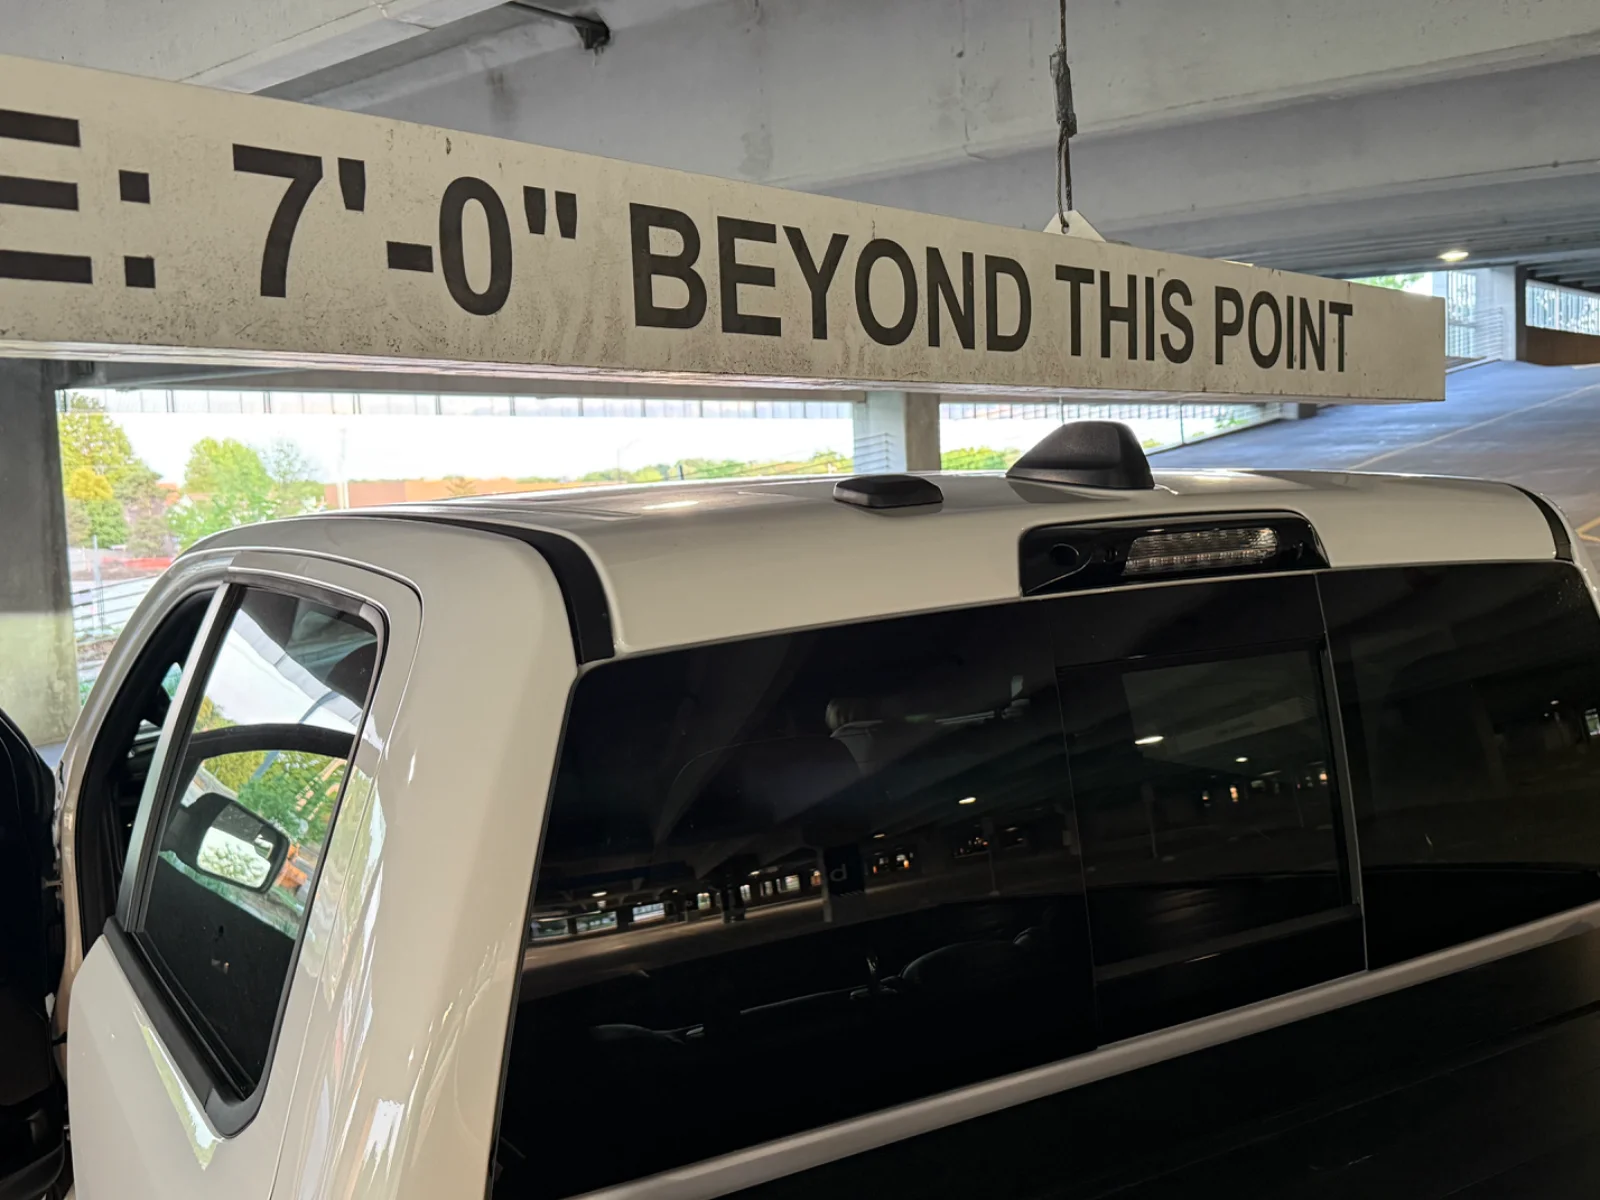 E: 7'-0" BEYOND THIS POINT